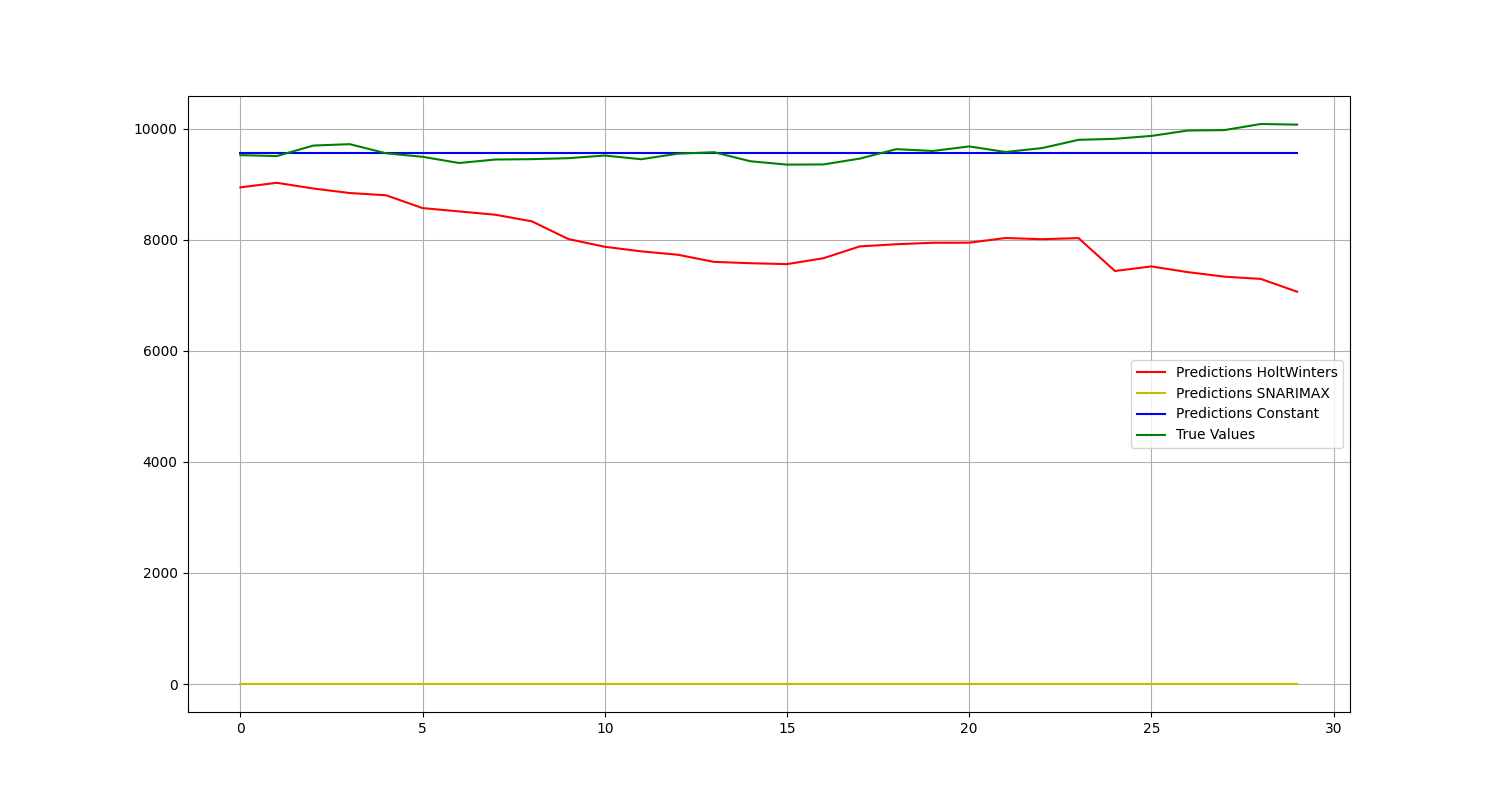 10000
8000
6000
4000
2000
0
Predictions HoltWinters
Predictions SNARIMAX
Predictions Constant
True Values
0 5 10 15 20 25 30